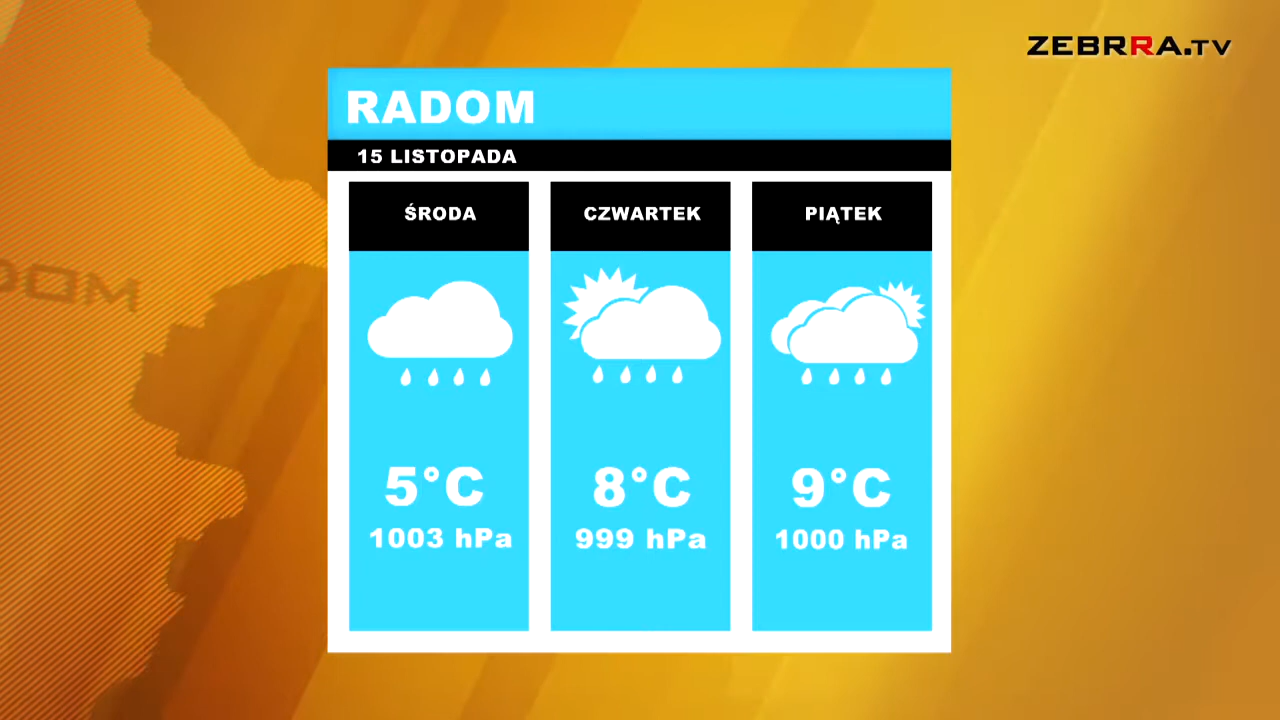 ZEBRRA.TV
RADOM
15 LISTOPADA
ŚRODA
CZWARTEK
PIĄTEK
5°C
8°C
9°C
1003 hPa
999 hPa
1000 hPa